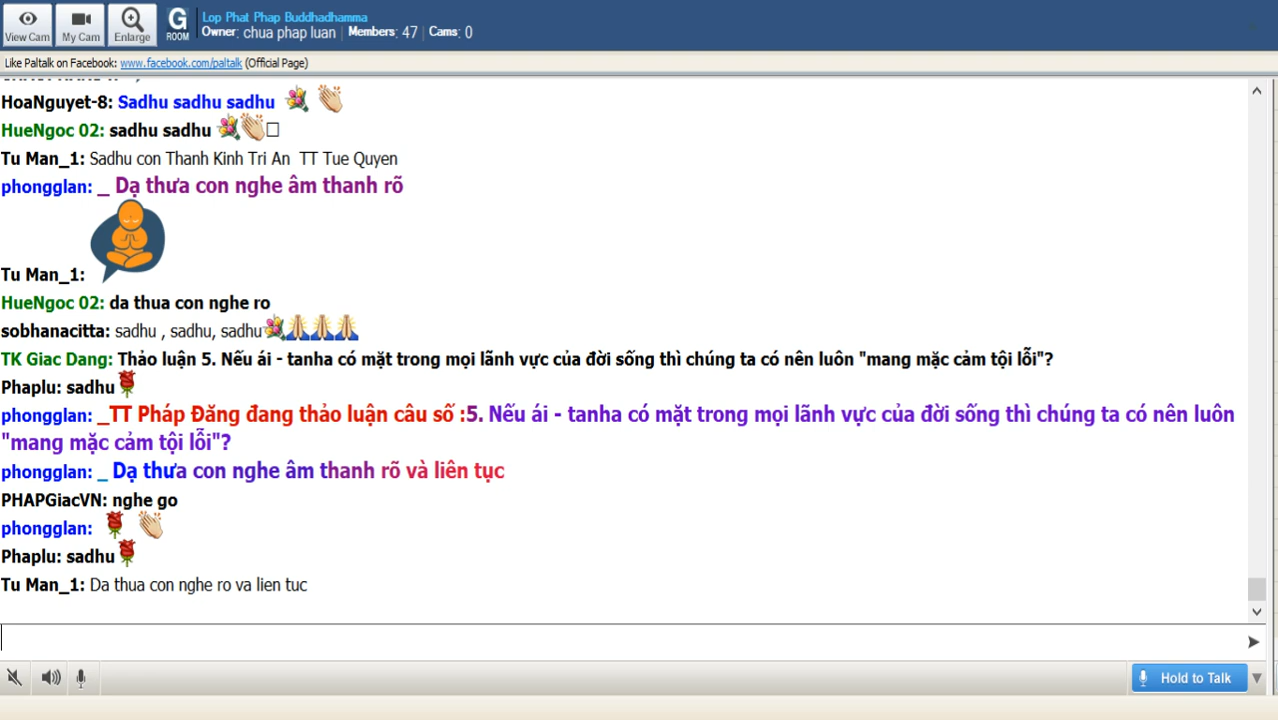 Lop Phat Phap Buddhadhamma
G
ROOM
Owner: chua phap luan | Members: 47 | Cams: 0
View Cam
My Cam
Enlarge
Like Paltalk on Facebook: www.facebook.com/paltalk (Official Page)
HoaNguyet-8: Sadhu sadhu sadhu
HueNgoc 02: sadhu sadhu
Tu Man_1: Sadhu con Thanh Kinh Tri An TT Tue Quyen
phongglan: _ Dạ thưa con nghe âm thanh rõ
Tu Man_1:
HueNgoc 02: da thua con nghe ro
sobhanacitta: sadhu , sadhu, sadhu
TK Giac Dang: Thảo luận 5. Nếu ái - tanha có mặt trong mọi lãnh vực của đời sống thì chúng ta có nên luôn "mang mặc cảm tội lỗi"?
Phaplu: sadhu
phongglan: _TT Pháp Đăng đang thảo luận câu số :5. Nếu ái - tanha có mặt trong mọi lãnh vực của đời sống thì chúng ta có nên luôn
"mang mặc cảm tội lỗi"?
phongglan: _ Dạ thưa con nghe âm thanh rõ và liên tục
PHAPGiacVN: nghe go
phongglan:
Phaplu: sadhu
Tu Man_1: Da thua con nghe ro va lien tuc
Hold to Talk